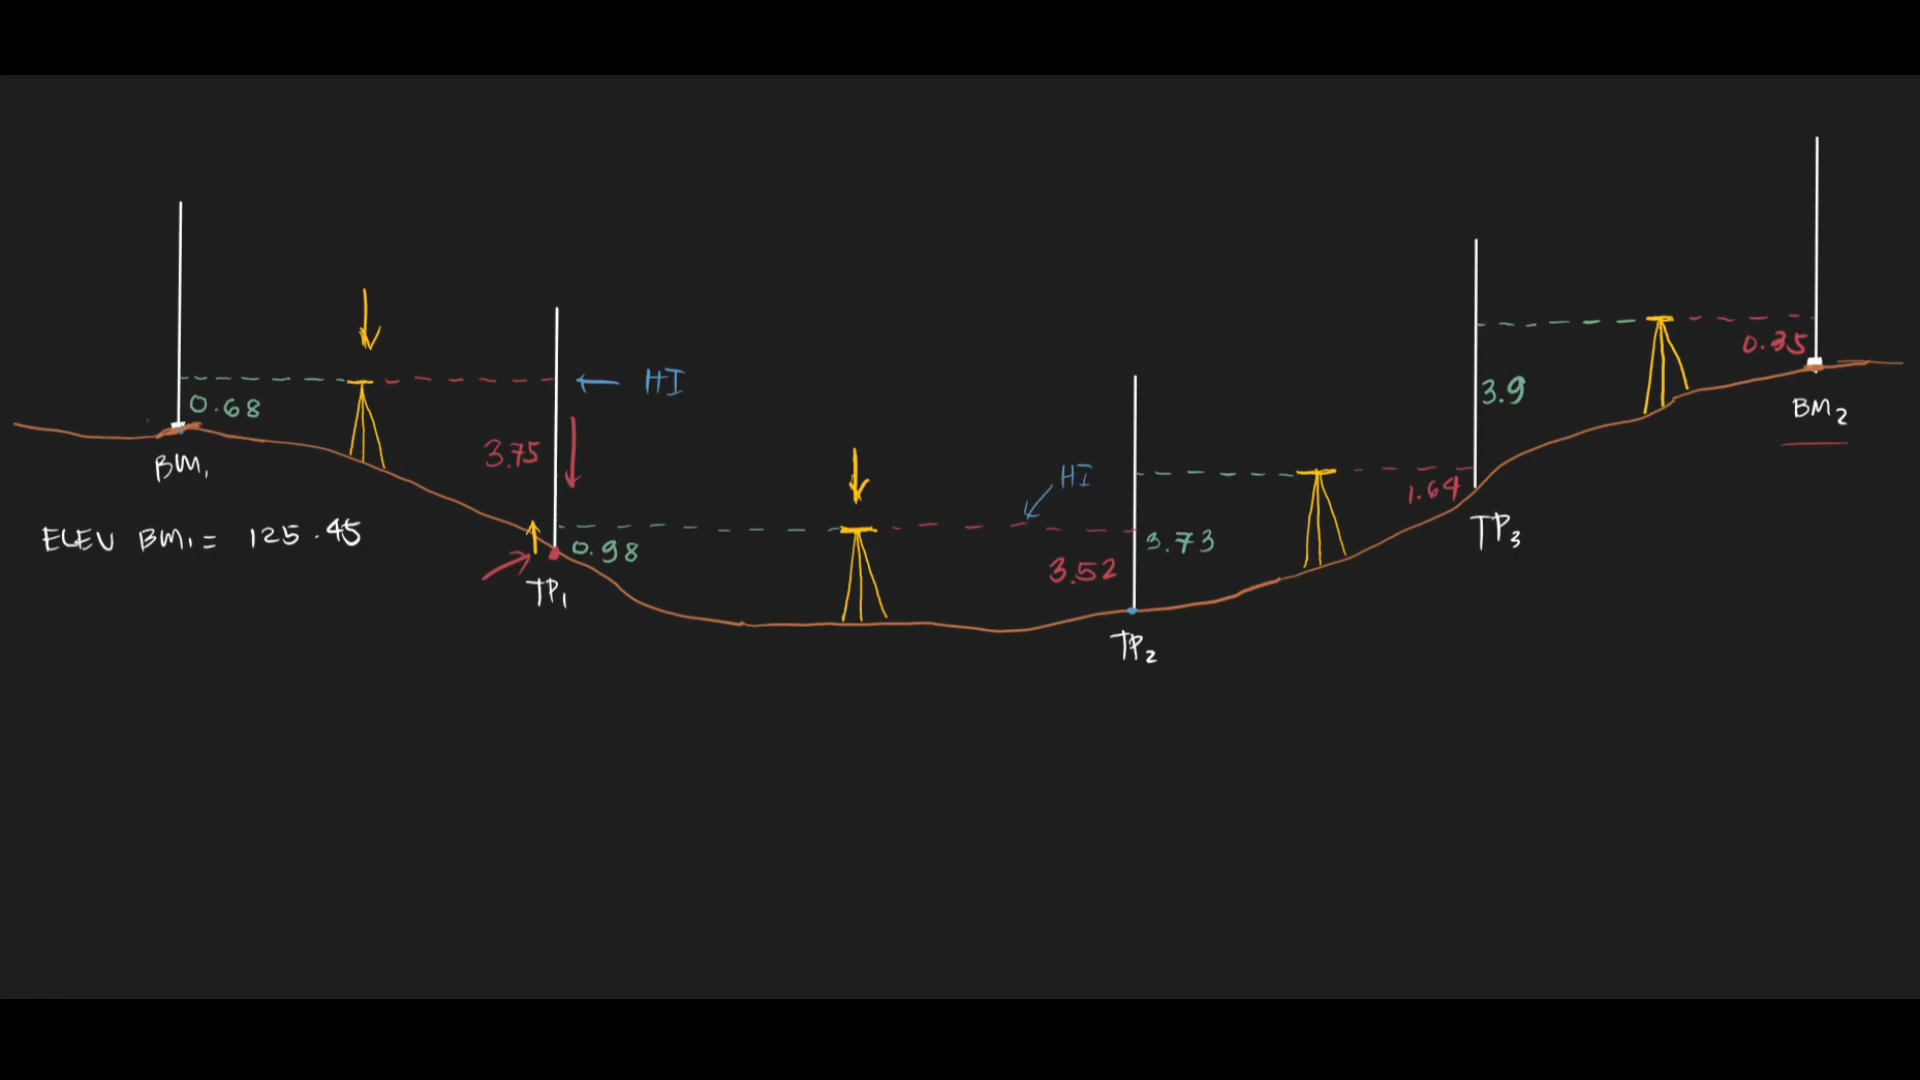 0.68
BM1
ELEV BM1 = 125.45
3.75
HI
TP1
0.98
HI
3.52
3.73
TP2
1.64
TP3
3.9
0.35
BM2